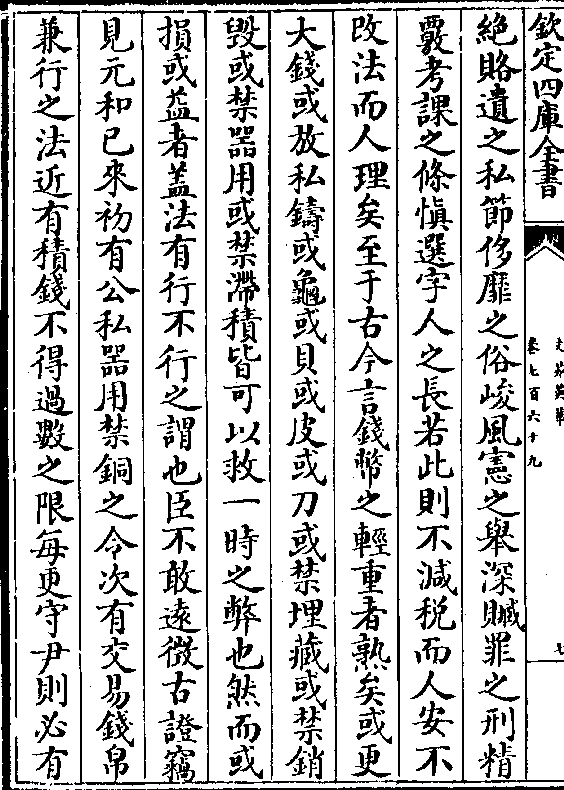 欽定四庫全書
卷七百六十九
七
絶賂遺之私節侈靡之俗峻風憲之舉深贓罪之刑精
覈考課之條慎選字人之長若此則不減税而人安不
改法而人理矣至于古今言錢幣之輕重者熟矣或更
大錢或放私鑄或龜或貝或皮或刀或禁埋藏或禁銷
毁或禁器用或禁滯積皆可以救一時之弊也然而或
損或益者蓋法有行不行之謂也臣不敢遠徴古證竊
見元和已來初有公私器用禁銅之令次有交易錢帛
兼行之法近有積錢不得過數之限每更守尹則必有